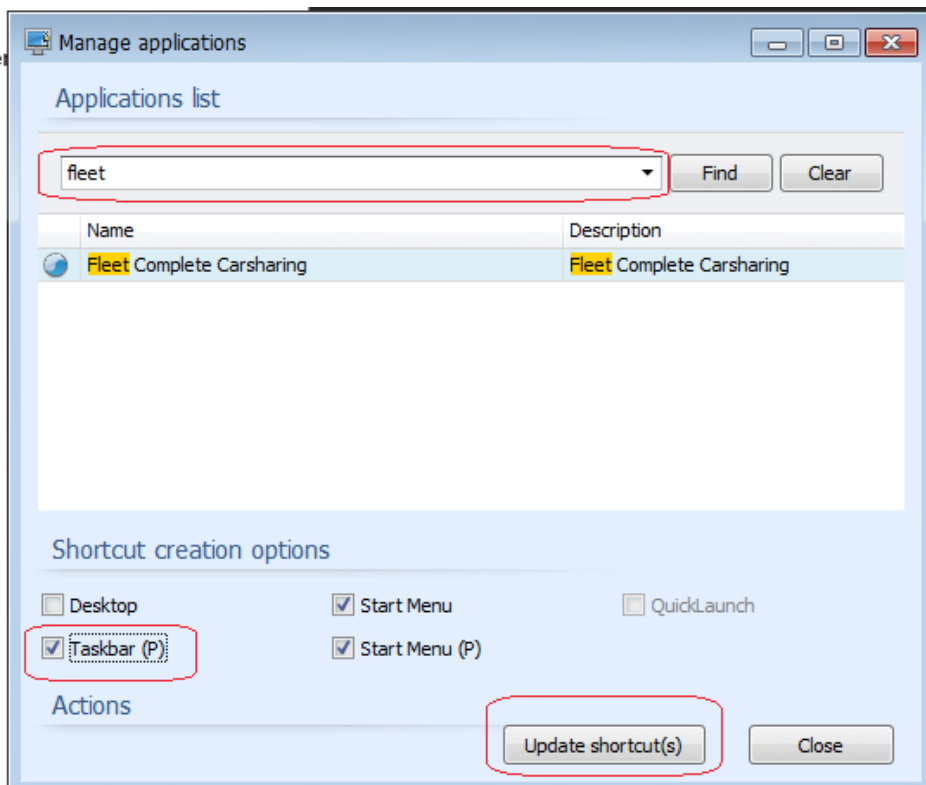 Manage applications
Applications list
fleet
Find
Clear
Name
Description
Fleet Complete Carsharing
Fleet Complete Carsharing
Shortcut creation options
Desktop
Start Menu
QuickLaunch
Taskbar (P)
Start Menu (P)
Actions
Update shortcut(s)
Close